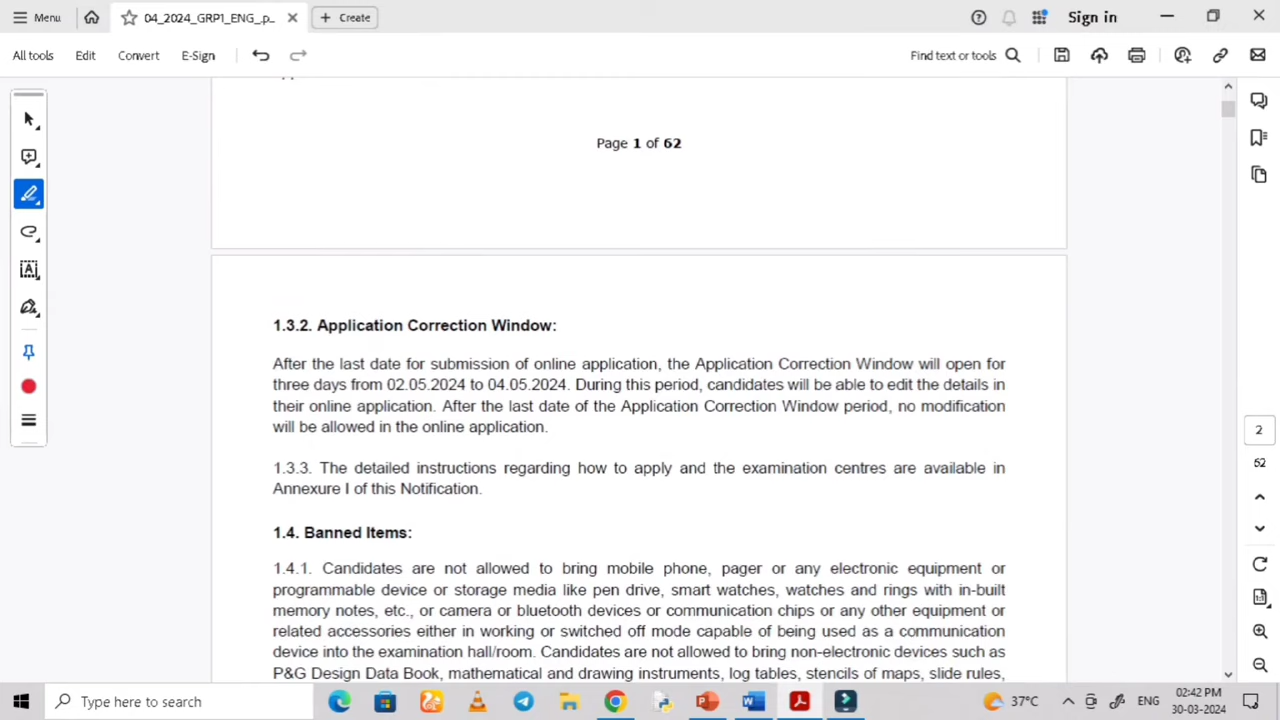 Menu
04_2024_GRP1_ENG_.p_
Create
Sign in
All tools
Edit
Convert
E-Sign
Find text or tools
Page 1 of 62
1.3.2. Application Correction Window:
After the last date for submission of online application, the Application Correction Window will open for
three days from 02.05.2024 to 04.05.2024. During this period, candidates will be able to edit the details in
their online application. After the last date of the Application Correction Window period, no modification
will be allowed in the online application.
1.3.3. The detailed instructions regarding how to apply and the examination centres are available in
Annexure I of this Notification.
1.4. Banned Items:
1.4.1. Candidates are not allowed to bring mobile phone, pager or any electronic equipment or
programmable device or storage media like pen drive, smart watches, watches and rings with in-built
memory notes, etc., or camera or bluetooth devices or communication chips or any other equipment or
related accessories either in working or switched off mode capable of being used as a communication
device into the examination hall/room. Candidates are not allowed to bring non-electronic devices such as
P&G Design Data Book, mathematical and drawing instruments, log tables, stencils of maps, slide rules,
2
62
Type here to search
37°C
ENG
02:42 PM
30-03-2024